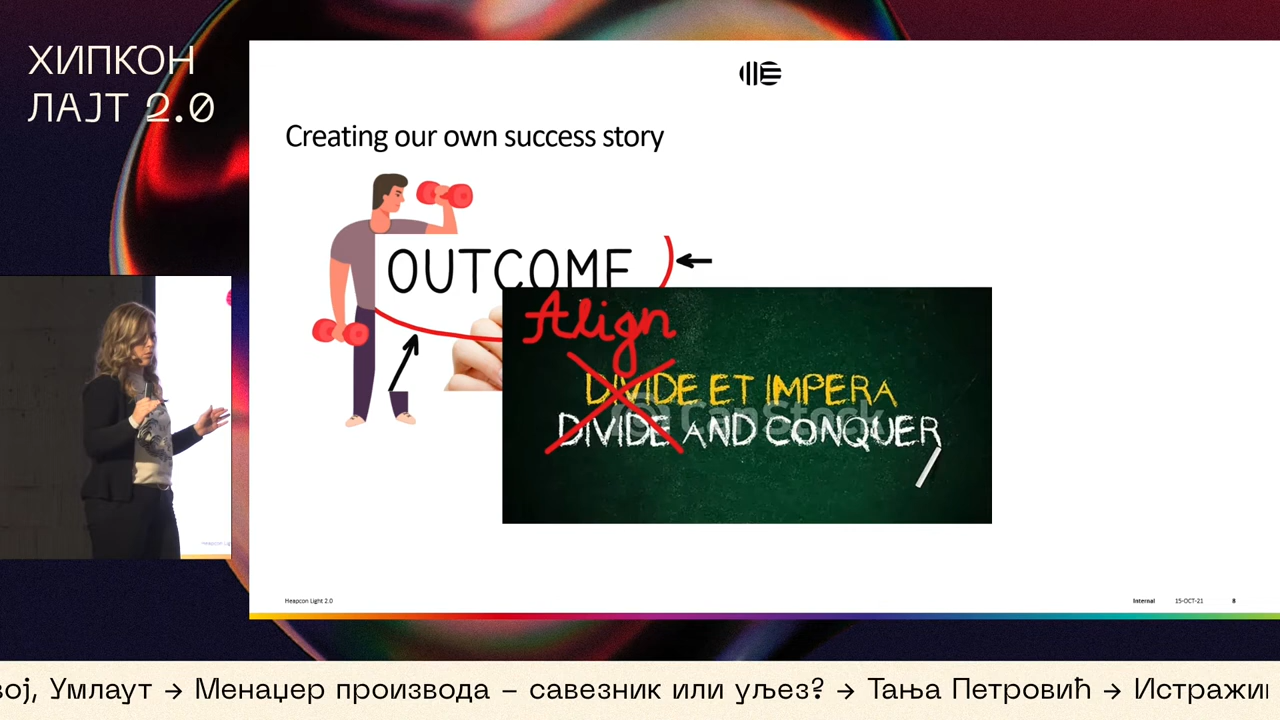 ХИПКОН
ЛАЈТ 2.0
Creating our own success story
OUTCOME
Align
DIVIDE ET IMPERA
CanStock
DIVIDE AND CONQUER
Heapcon Light 2.0
Internal 15-OCT-21 8
вој, Умлаут → Менаџер производа – савезник или уљез? → Тања Петровић → Истражи